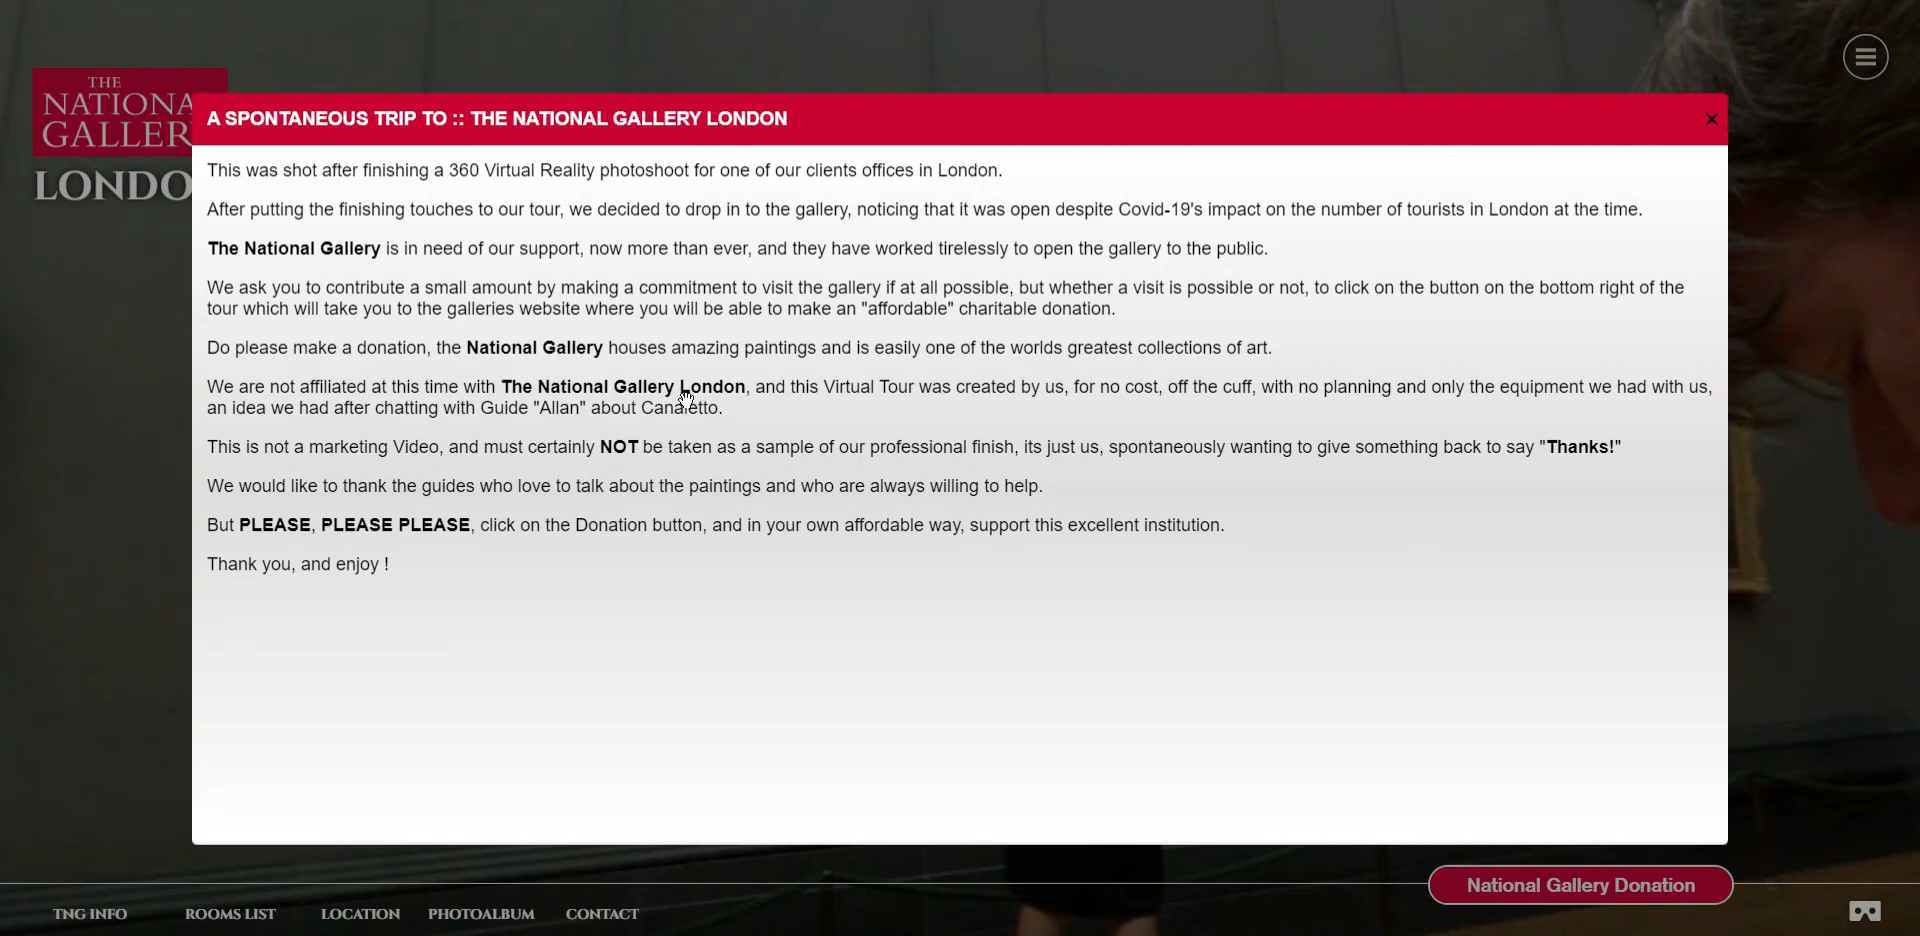 THE
NATIONA
GALLER
LONDO
A SPONTANEOUS TRIP TO :: THE NATIONAL GALLERY LONDON
This was shot after finishing a 360 Virtual Reality photoshoot for one of our clients offices in London.
After putting the finishing touches to our tour, we decided to drop in to the gallery, noticing that it was open despite Covid-19's impact on the number of tourists in London at the time.
The National Gallery is in need of our support, now more than ever, and they have worked tirelessly to open the gallery to the public.
We ask you to contribute a small amount by making a commitment to visit the gallery if at all possible, but whether a visit is possible or not, to click on the button on the bottom right of the
tour which will take you to the galleries website where you will be able to make an "affordable" charitable donation.
Do please make a donation, the National Gallery houses amazing paintings and is easily one of the worlds greatest collections of art.
We are not affiliated at this time with The National Gallery London, and this Virtual Tour was created by us, for no cost, off the cuff, with no planning and only the equipment we had with us,
an idea we had after chatting with Guide "Allan" about Canaletto.
This is not a marketing Video, and must certainly NOT be taken as a sample of our professional finish, its just us, spontaneously wanting to give something back to say "Thanks!"
We would like to thank the guides who love to talk about the paintings and who are always willing to help.
But PLEASE, PLEASE PLEASE, click on the Donation button, and in your own affordable way, support this excellent institution.
Thank you, and enjoy !
National Gallery Donation
TNG INFO ROOMS LIST LOCATION PHOTOALBUM CONTACT